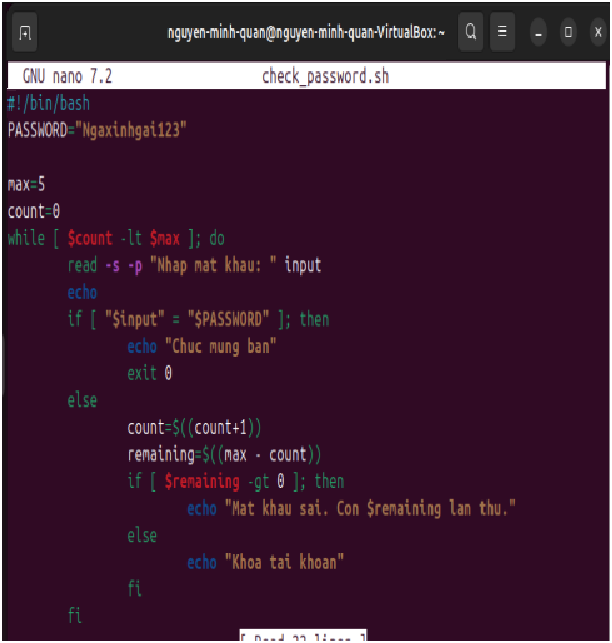 nguyen-minh-quan@nguyen-minh-quan-VirtualBox: ~
GNU nano 7.2 check_password.sh
#!/bin/bash
PASSWORD="Ngaxinhgai123"
max=5
count=0
while [ $count -lt $max ]; do
        read -s -p "Nhap mat khau: " input
        echo
        if [ "$input" = "$PASSWORD" ]; then
                echo "Chuc mung ban"
                exit 0
        else
                count=$((count+1))
                remaining=$((max - count))
                if [ $remaining -gt 0 ]; then
                        echo "Mat khau sai. Con $remaining lan thu."
                else
                        echo "Khoa tai khoan"
                fi
        fi
[ Read 22 lines ]